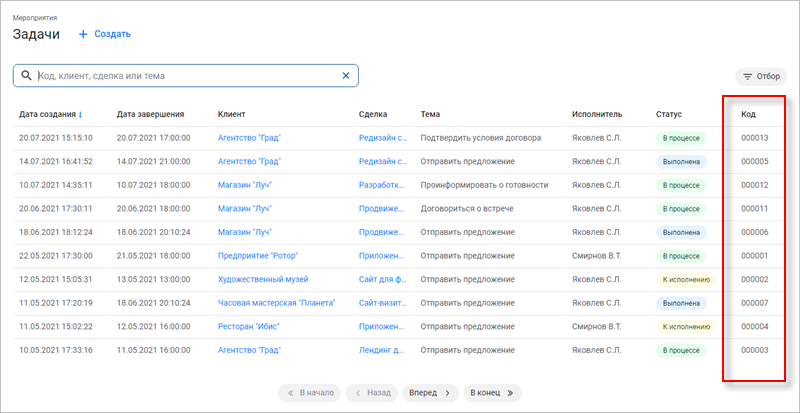 Мероприятия
Задачи + Создать
Код, клиент, сделка или тема
Отбор
Дата создания Дата завершения Клиент Сделка Тема Исполнитель Статус Код
20.07.2021 15:15:10 20.07.2021 17:00:00 Агентство "Град" Редизайн с... Подтвердить условия договора Яковлев С.Л. В процессе 000013
14.07.2021 16:41:52 14.07.2021 21:00:00 Агентство "Град" Редизайн с... Отправить предложение Яковлев С.Л. Выполнена 000005
10.07.2021 14:35:11 10.07.2021 18:00:00 Магазин "Луч" Разработк... Проинформировать о готовности Яковлев С.Л. В процессе 000012
20.06.2021 17:30:11 20.06.2021 18:00:00 Магазин "Луч" Продвиже... Договориться о встрече Яковлев С.Л. В процессе 000011
18.06.2021 18:12:24 18.06.2021 20:10:24 Магазин "Луч" Продвиже... Отправить предложение Яковлев С.Л. Выполнена 000006
22.05.2021 17:30:00 21.05.2021 18:00:00 Предприятие "Ротор" Приложен... Отправить предложение Смирнов В.Т. В процессе 000001
12.05.2021 15:05:31 13.05.2021 13:00:00 Художественный музей Сайт для ф... Отправить предложение Яковлев С.Л. К исполнению 000002
11.05.2021 17:20:19 18.06.2021 20:10:24 Часовая мастерская "Планета" Сайт-визит... Отправить предложение Яковлев С.Л. Выполнена 000007
11.05.2021 15:02:22 12.05.2021 16:00:00 Ресторан "Ибис" Приложен... Отправить предложение Смирнов В.Т. К исполнению 000004
10.05.2021 17:33:16 11.05.2021 16:00:00 Агентство "Град" Лендинг д... Отправить предложение Яковлев С.Л. В процессе 000003
В начало Назад Вперед В конец